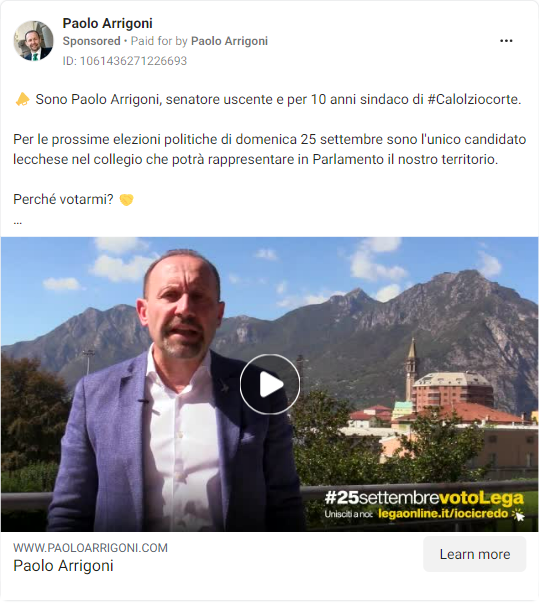 Paolo Arrigoni
Sponsored • Paid for by Paolo Arrigoni
ID: 1061436271226693
📣 Sono Paolo Arrigoni, senatore uscente e per 10 anni sindaco di #Calolziocorte.
Per le prossime elezioni politiche di domenica 25 settembre sono l'unico candidato
lecchese nel collegio che potrà rappresentare in Parlamento il nostro territorio.
Perché votarmi? 🤝
...
#25settembrevotoLega
Unisciti a noi: legaonline.it/iocicredo
WWW.PAOLOARRIGONI.COM
Paolo Arrigoni
Learn more